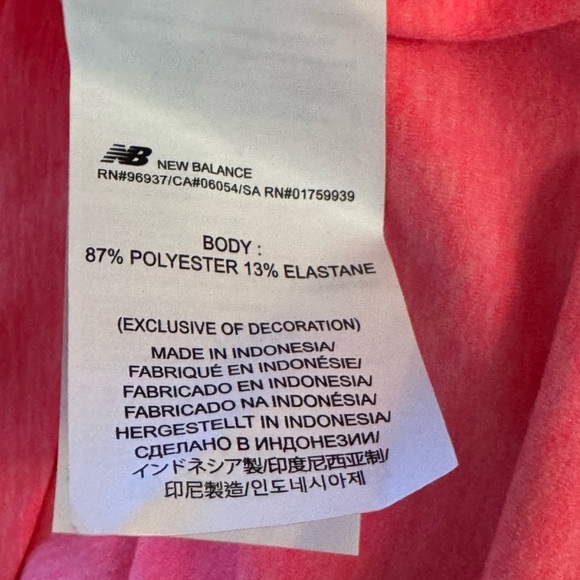 NB NEW BALANCE
RN#96937/CA#06054/SA RN#01759939
BODY :
87% POLYESTER 13% ELASTANE
(EXCLUSIVE OF DECORATION)
MADE IN INDONESIA/
FABRIQUÉ EN INDONÉSIE/
FABRICADO EN INDONESIA/
FABRICADO NA INDONÉSIA/
HERGESTELLT IN INDONESIA/
СДЕЛАНО В ИНДОНЕЗИИ/
インドネシア製/印度尼西亚制/
印尼製造/인도네시아제